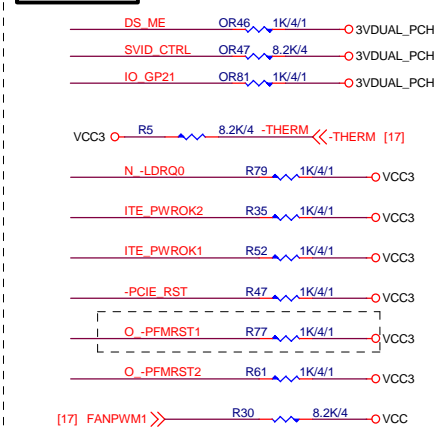 DS_ME OR46 1K/4/1 3VDUAL_PCH
SVID_CTRL OR47 8.2K/4 3VDUAL_PCH
IO_GP21 OR81 1K/4/1 3VDUAL_PCH
VCC3 R5 8.2K/4 -THERM -THERM [17]
N_-LDRQ0 R79 1K/4/1 VCC3
ITE_PWROK2 R35 1K/4/1 VCC3
ITE_PWROK1 R52 1K/4/1 VCC3
-PCIE_RST R47 1K/4/1 VCC3
O_-PFMRST1 R77 1K/4/1 VCC3
O_-PFMRST2 R61 1K/4/1 VCC3
[17] FANPWM1 R30 8.2K/4 VCC